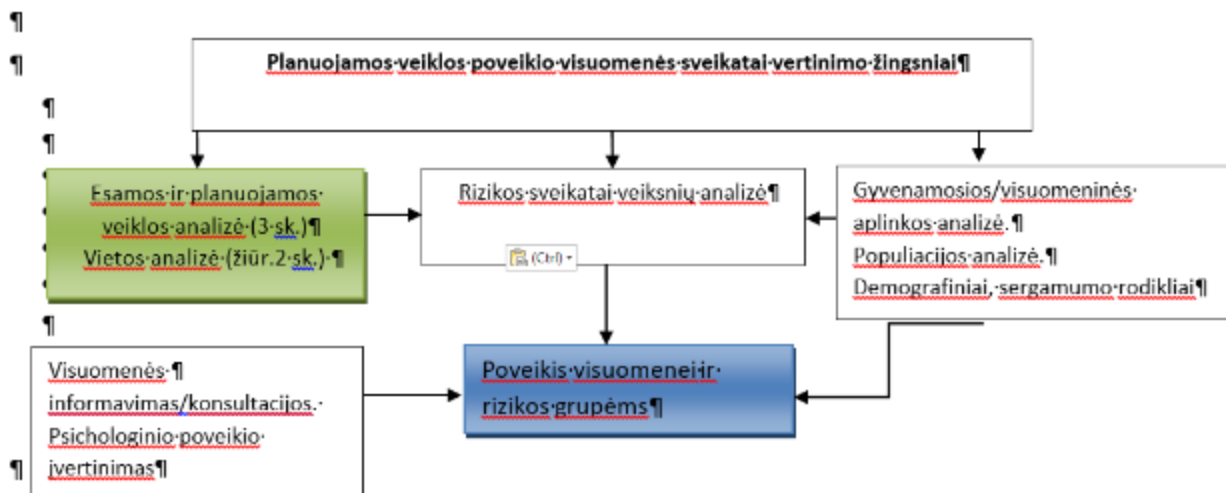 Planuojamos veiklos poveikio visuomenės sveikatai vertinimo žingsniai¶
Esamos ir planuojamos
veiklos analizė (3 sk.)¶
Vietos analizė (žiūr.2 sk.) ¶
Rizikos sveikatai veiksnių analizė¶
(Ctrl)
Gyvenamosios/visuomeninės
aplinkos analizė.¶
Populiacijos analizė.¶
Demografiniai, sergamumo rodikliai¶
Visuomenės ¶
informavimas/konsultacijos.
Psichologinio poveikio
įvertinimas¶
Poveikis visuomenei ir
rizikos grupėms¶